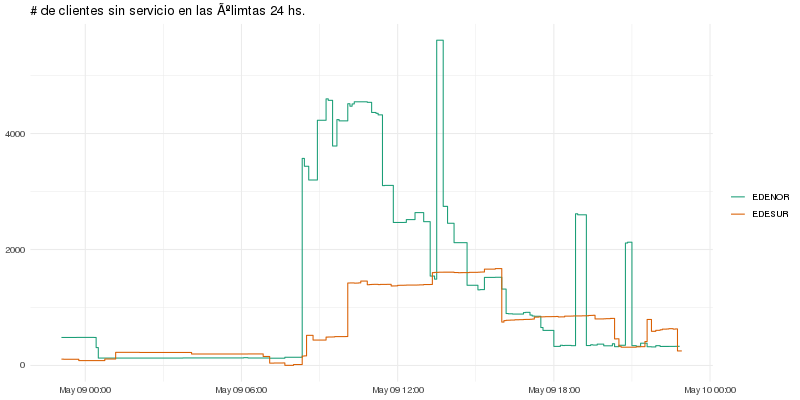 # de clientes sin servicio en las Ãºlimtas 24 hs.
4000
2000
0
May 09 00:00
May 09 06:00
May 09 12:00
May 09 18:00
May 10 00:00
EDENOR
EDESUR